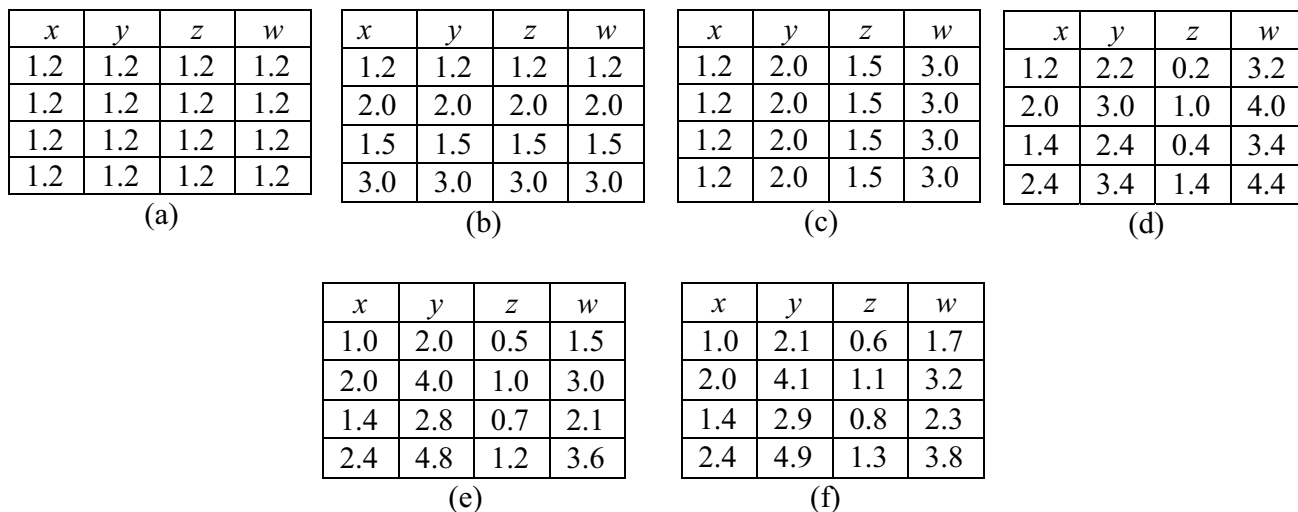 x y z w
1.2 1.2 1.2 1.2
1.2 1.2 1.2 1.2
1.2 1.2 1.2 1.2
1.2 1.2 1.2 1.2
(a)
x y z w
1.2 1.2 1.2 1.2
2.0 2.0 2.0 2.0
1.5 1.5 1.5 1.5
3.0 3.0 3.0 3.0
(b)
x y z w
1.2 2.0 1.5 3.0
1.2 2.0 1.5 3.0
1.2 2.0 1.5 3.0
1.2 2.0 1.5 3.0
(c)
x y z w
1.2 2.2 0.2 3.2
2.0 3.0 1.0 4.0
1.4 2.4 0.4 3.4
2.4 3.4 1.4 4.4
(d)
x y z w
1.0 2.0 0.5 1.5
2.0 4.0 1.0 3.0
1.4 2.8 0.7 2.1
2.4 4.8 1.2 3.6
(e)
x y z w
1.0 2.1 0.6 1.7
2.0 4.1 1.1 3.2
1.4 2.9 0.8 2.3
2.4 4.9 1.3 3.8
(f)